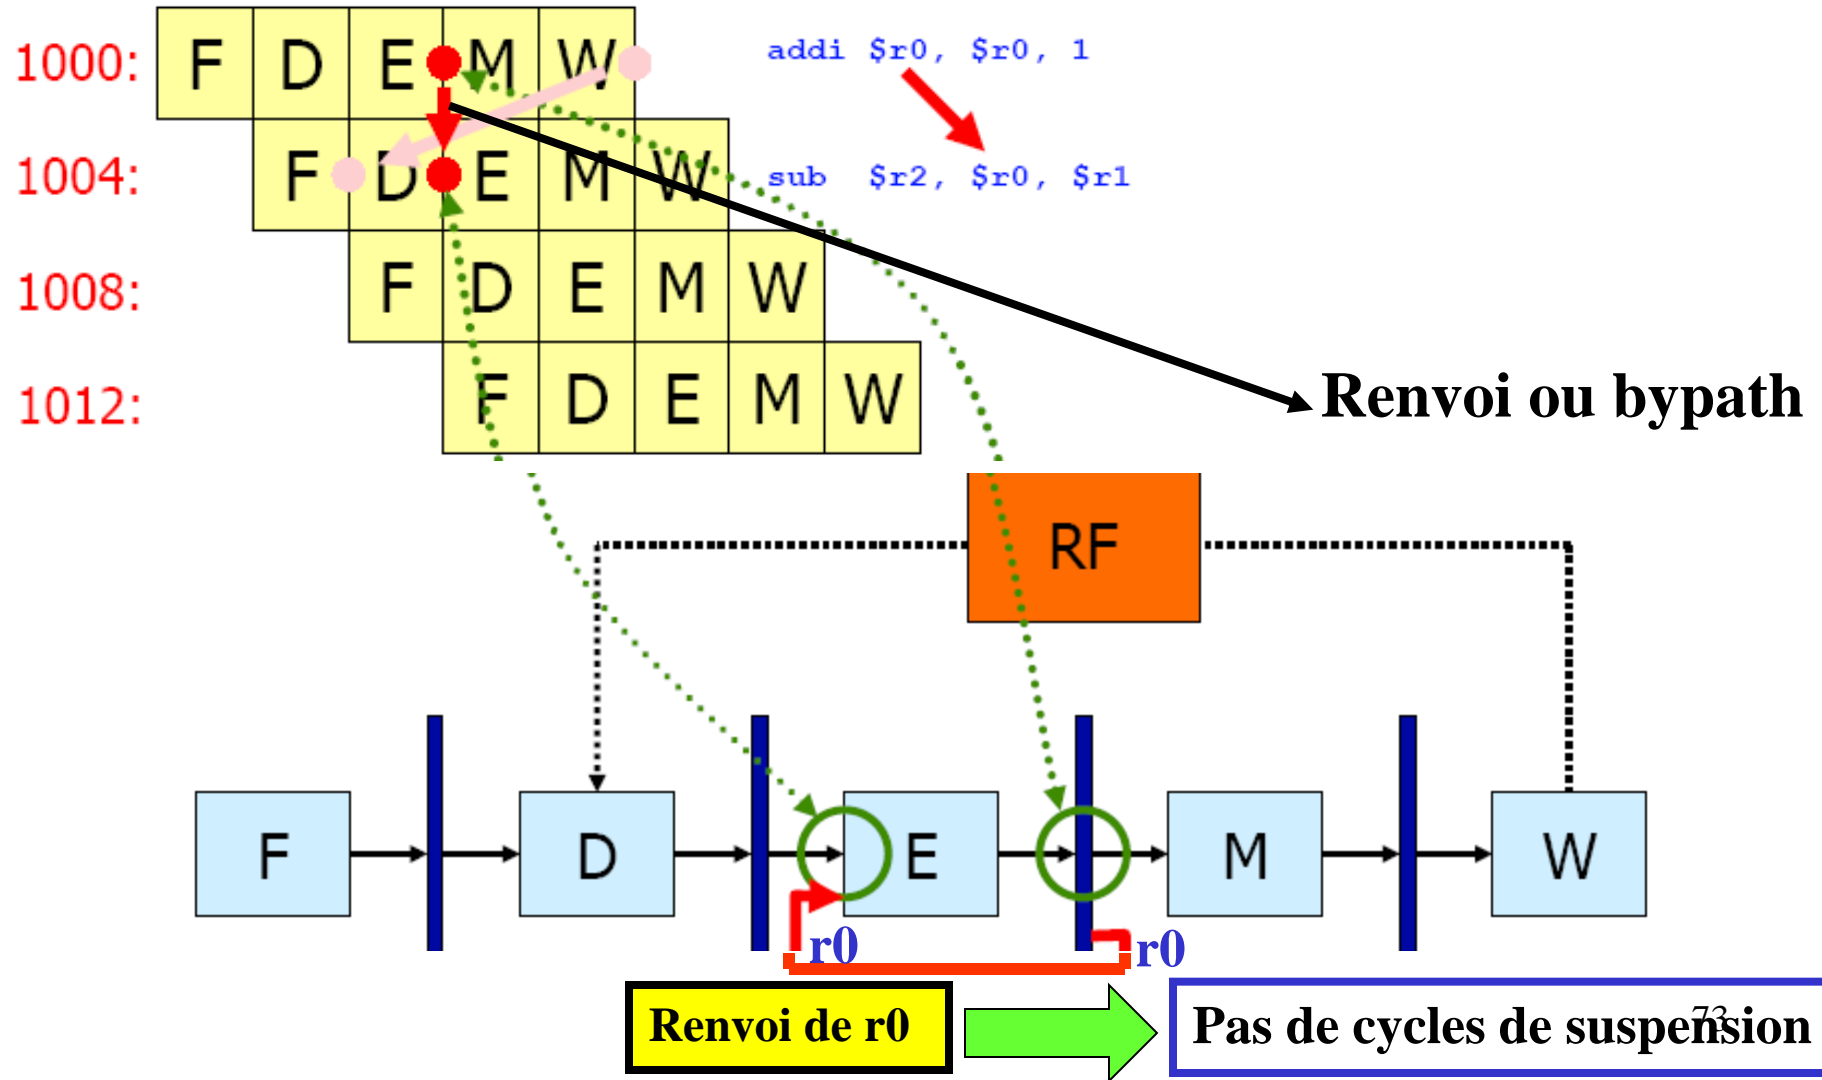 1000: F D E M W addi $r0, $r0, 1
1004: F D E M W sub $r2, $r0, $r1
1008: F D E M W
1012: F D E M W
Renvoi ou bypath
RF
F D E M W
r0 r0
Renvoi de r0
Pas de cycles de suspension
73